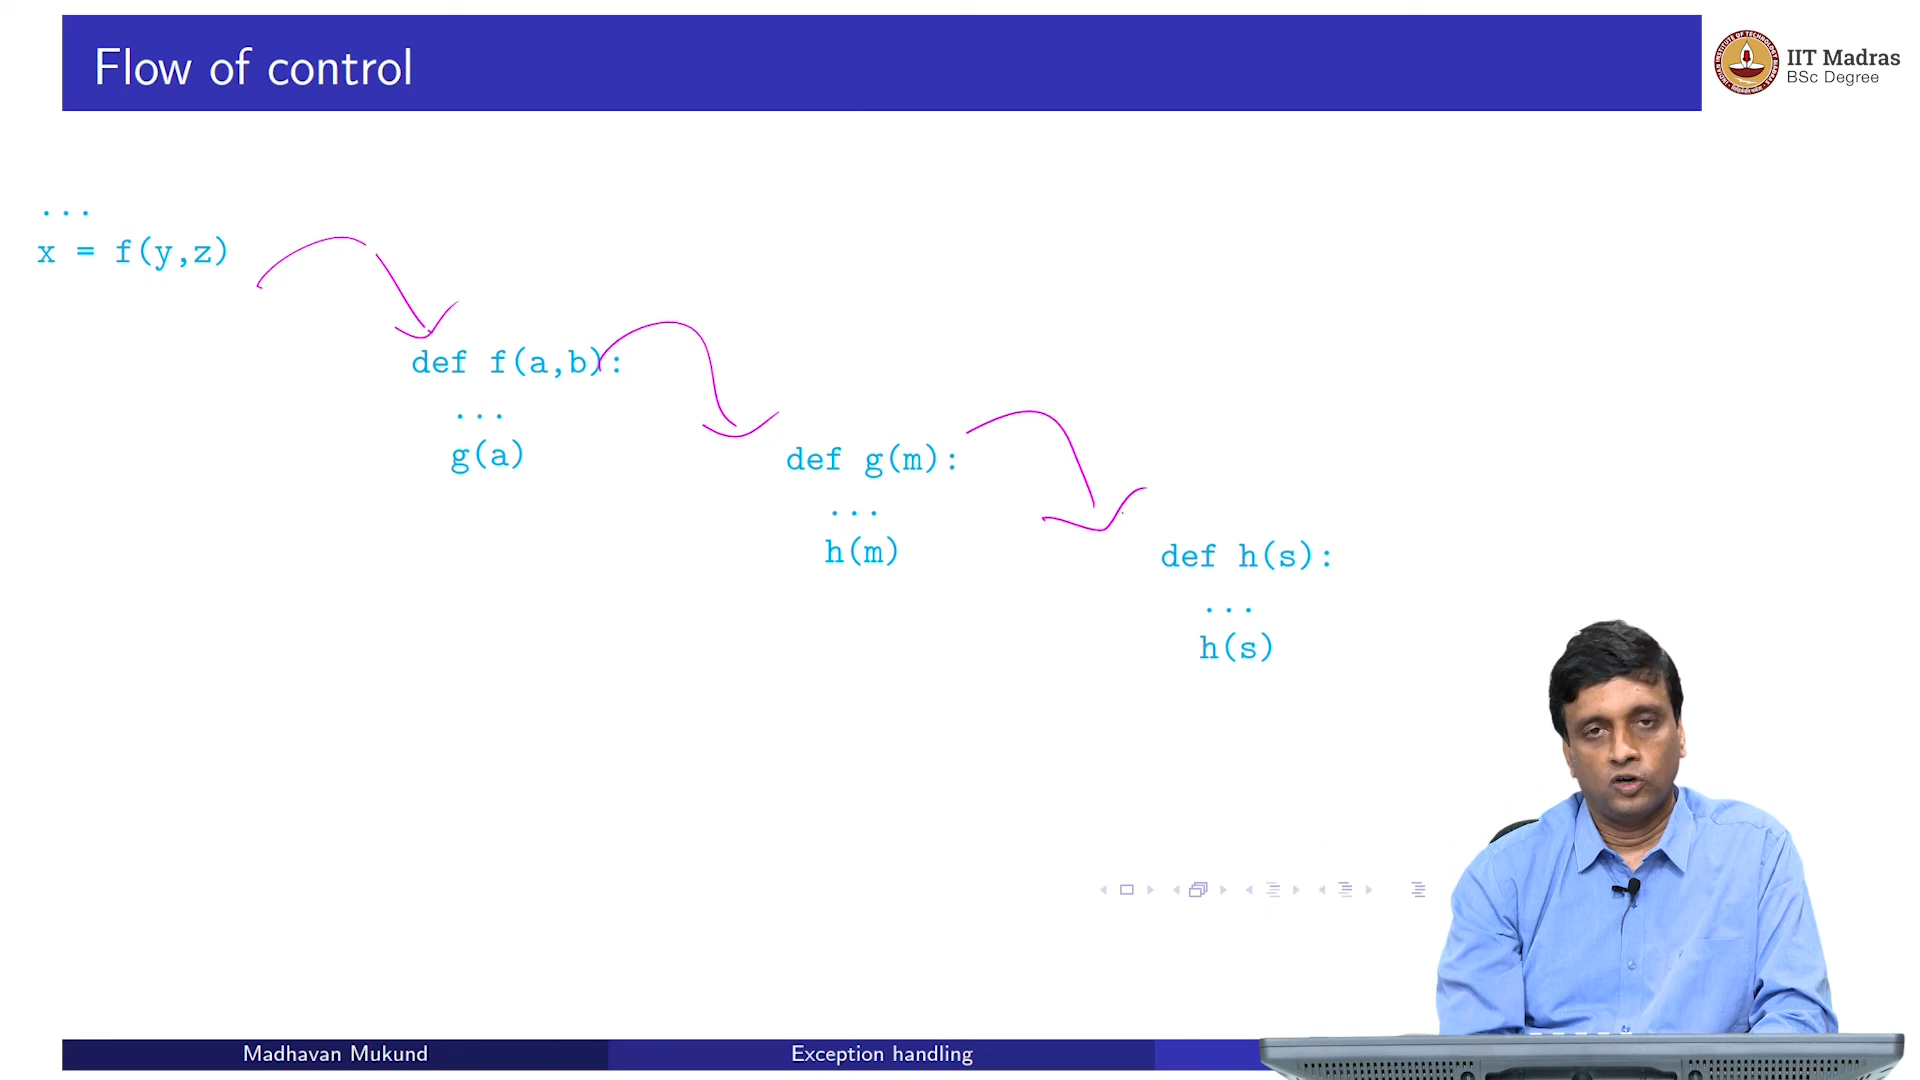 Flow of control
IIT Madras
BSc Degree
...
x = f(y,z)
def f(a,b):
...
g(a)
def g(m):
...
h(m)
def h(s):
...
h(s)
Madhavan Mukund
Exception handling